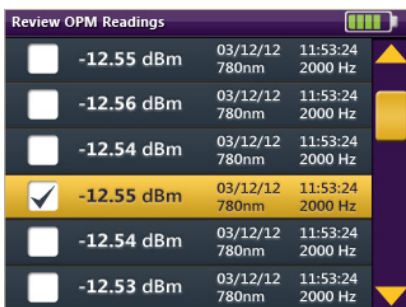 Review OPM Readings
-12.55 dBm 03/12/12 11:53:24
780nm 2000 Hz
-12.56 dBm 03/12/12 11:53:24
780nm 2000 Hz
-12.54 dBm 03/12/12 11:53:24
780nm 2000 Hz
-12.55 dBm 03/12/12 11:53:24
780nm 2000 Hz
-12.54 dBm 03/12/12 11:53:24
780nm 2000 Hz
-12.53 dBm 03/12/12 11:53:24
780nm 2000 Hz